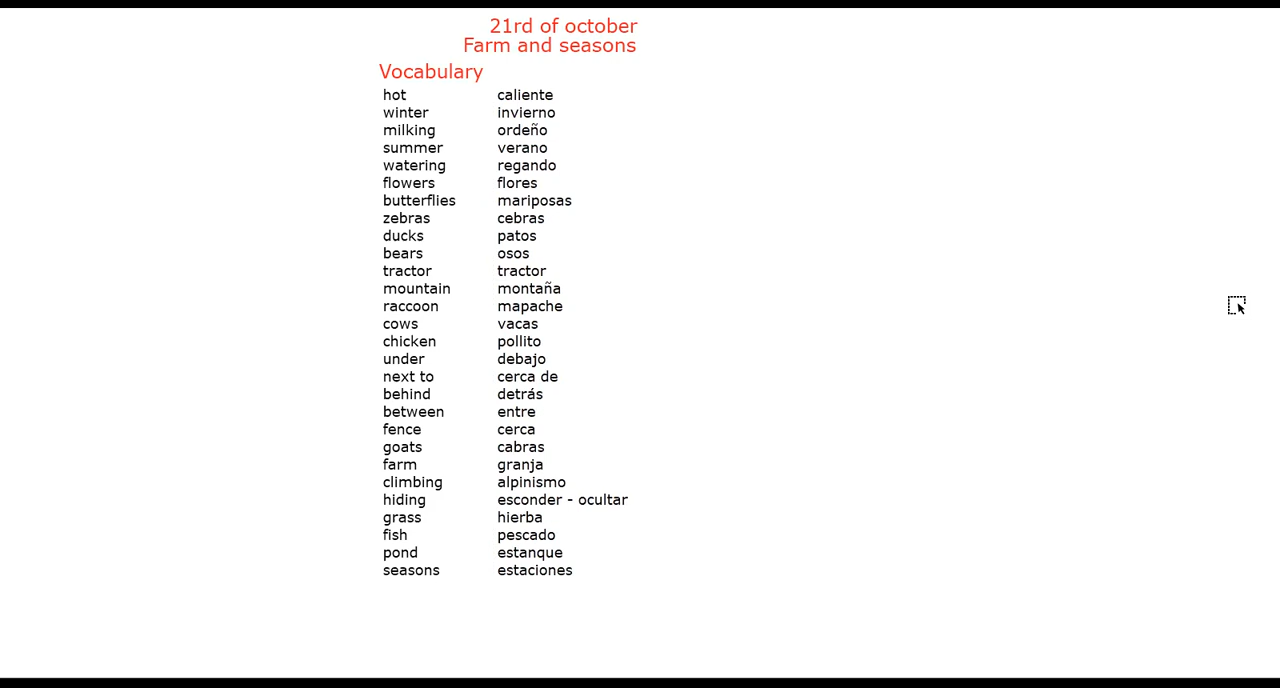 21rd of october
Farm and seasons
Vocabulary
hot caliente
winter invierno
milking ordeño
summer verano
watering regando
flowers flores
butterflies mariposas
zebras cebras
ducks patos
bears osos
tractor tractor
mountain montaña
raccoon mapache
cows vacas
chicken pollito
under debajo
next to cerca de
behind detrás
between entre
fence cerca
goats cabras
farm granja
climbing alpinismo
hiding esconder - ocultar
grass hierba
fish pescado
pond estanque
seasons estaciones